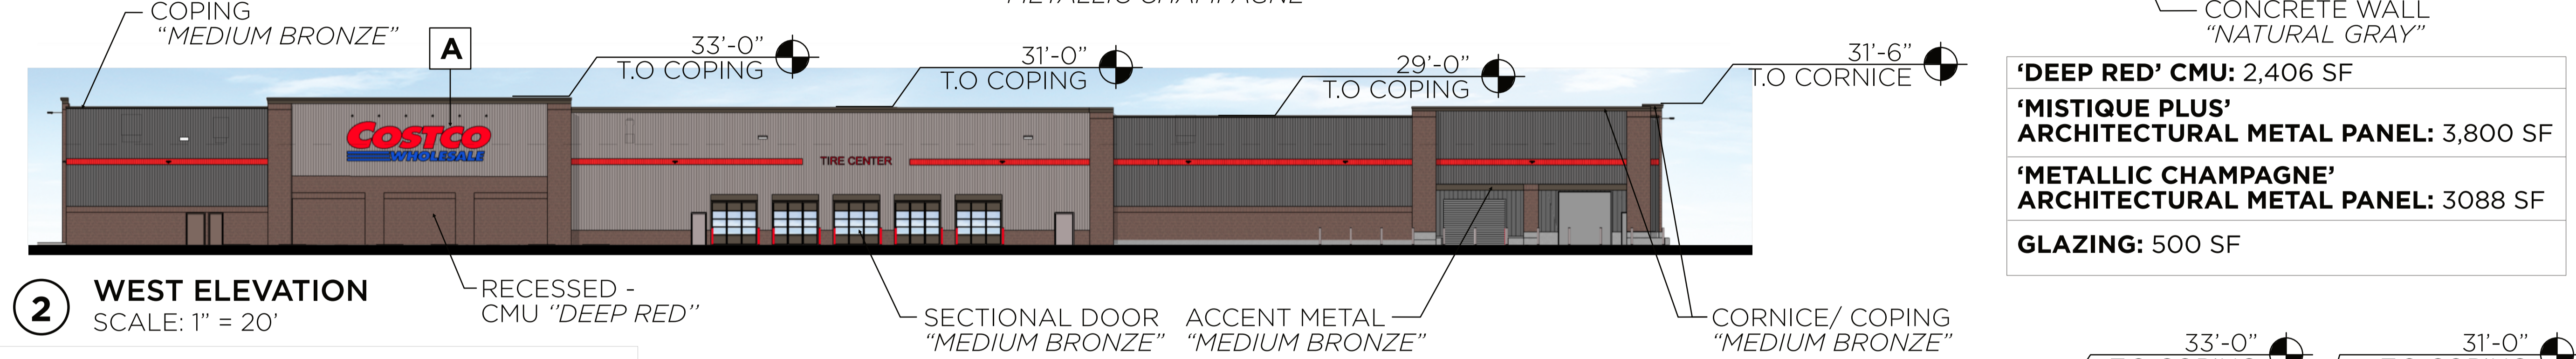 METALLIC CHAMPAGNE
COPING
“MEDIUM BRONZE”
A
33’-0”
T.O COPING
31’-0”
T.O COPING
29’-0”
T.O COPING
31’-6”
T.O CORNICE
CONCRETE WALL
“NATURAL GRAY”
COSTCO
WHOLESALE
TIRE CENTER
‘DEEP RED’ CMU: 2,406 SF
‘MISTIQUE PLUS’
ARCHITECTURAL METAL PANEL: 3,800 SF
‘METALLIC CHAMPAGNE’
ARCHITECTURAL METAL PANEL: 3088 SF
GLAZING: 500 SF
2
WEST ELEVATION
SCALE: 1” = 20’
RECESSED -
CMU “DEEP RED”
SECTIONAL DOOR
“MEDIUM BRONZE”
ACCENT METAL
“MEDIUM BRONZE”
CORNICE/ COPING
“MEDIUM BRONZE”
33’-0”
31’-0”